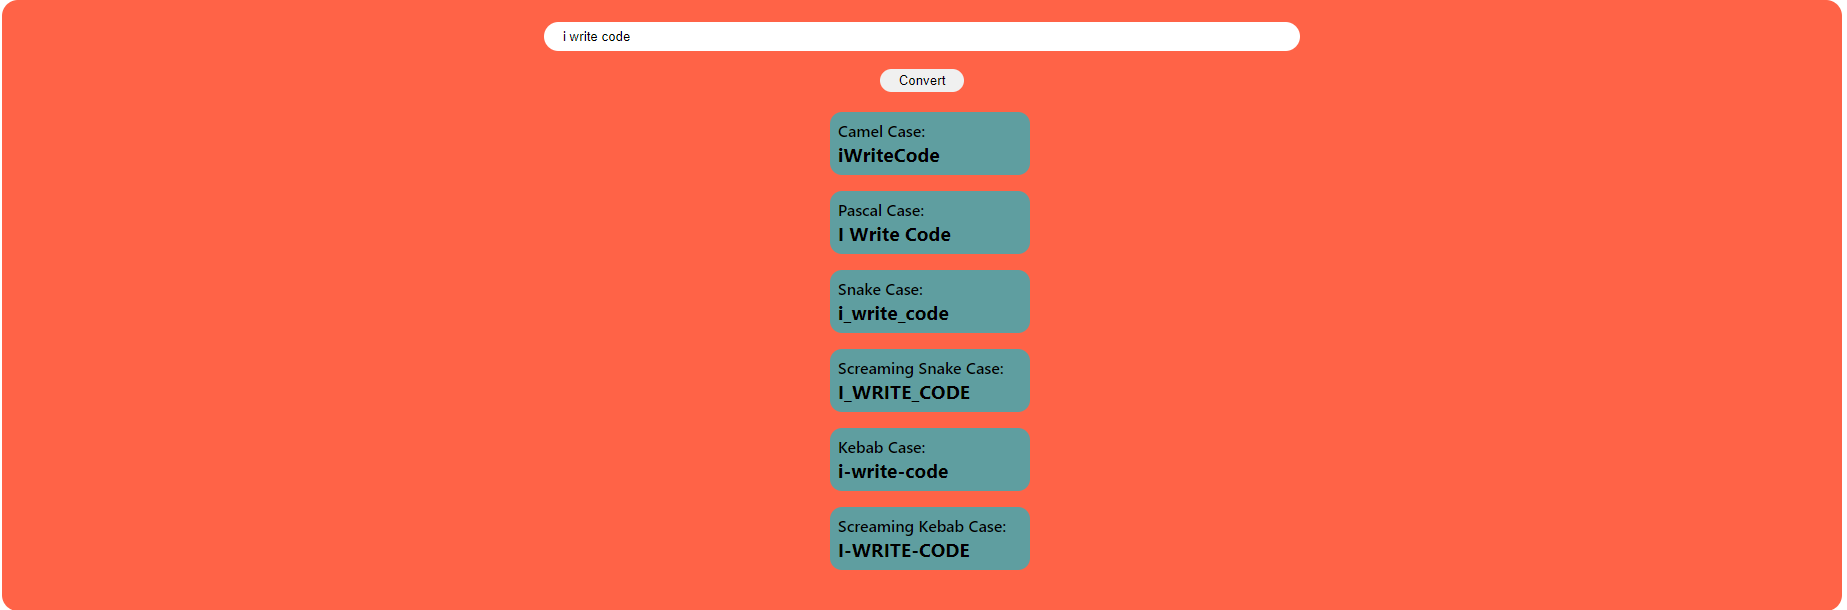 i write code
Convert
Camel Case:
iWriteCode
Pascal Case:
I Write Code
Snake Case:
i_write_code
Screaming Snake Case:
I_WRITE_CODE
Kebab Case:
i-write-code
Screaming Kebab Case:
I-WRITE-CODE